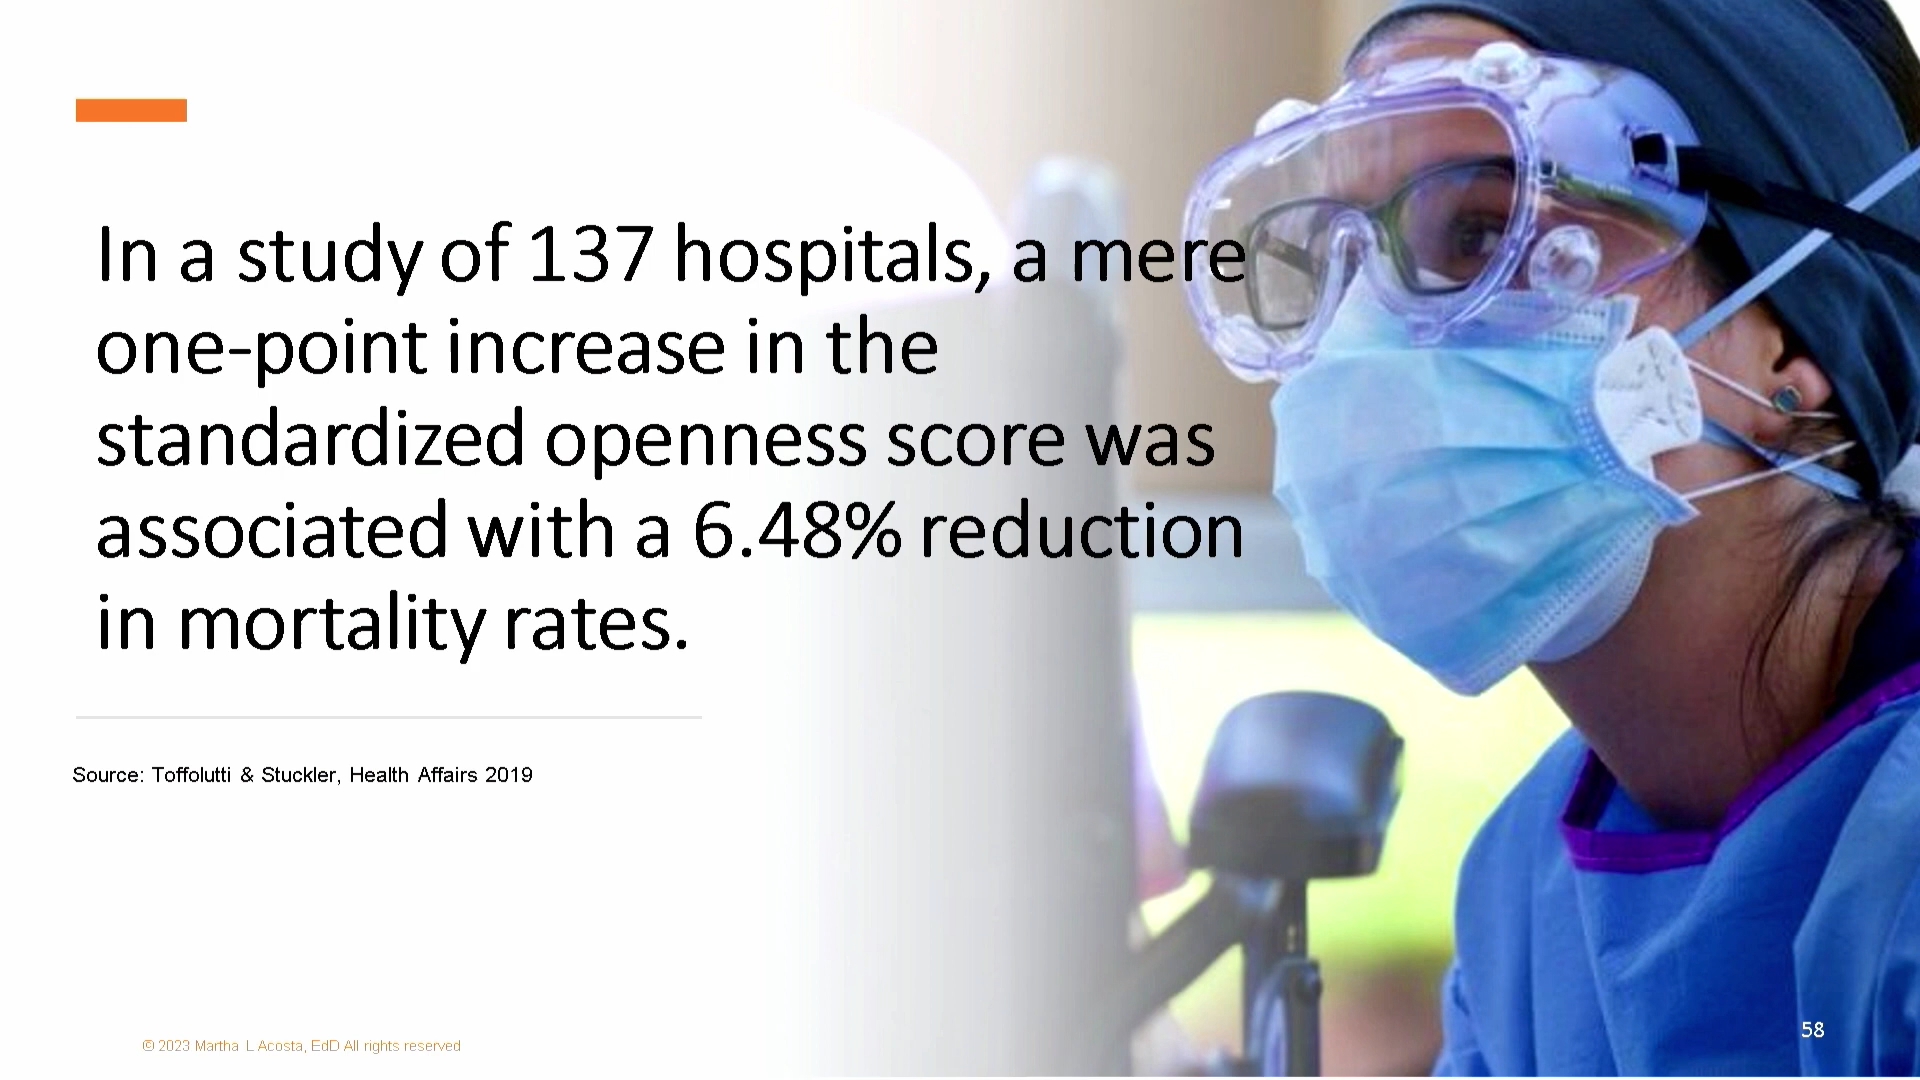 In a study of 137 hospitals, a mere
one-point increase in the
standardized openness score was
associated with a 6.48% reduction
in mortality rates.
Source: Toffolutti & Stuckler, Health Affairs 2019
© 2023 Martha L Acosta, EdD All rights reserved
58